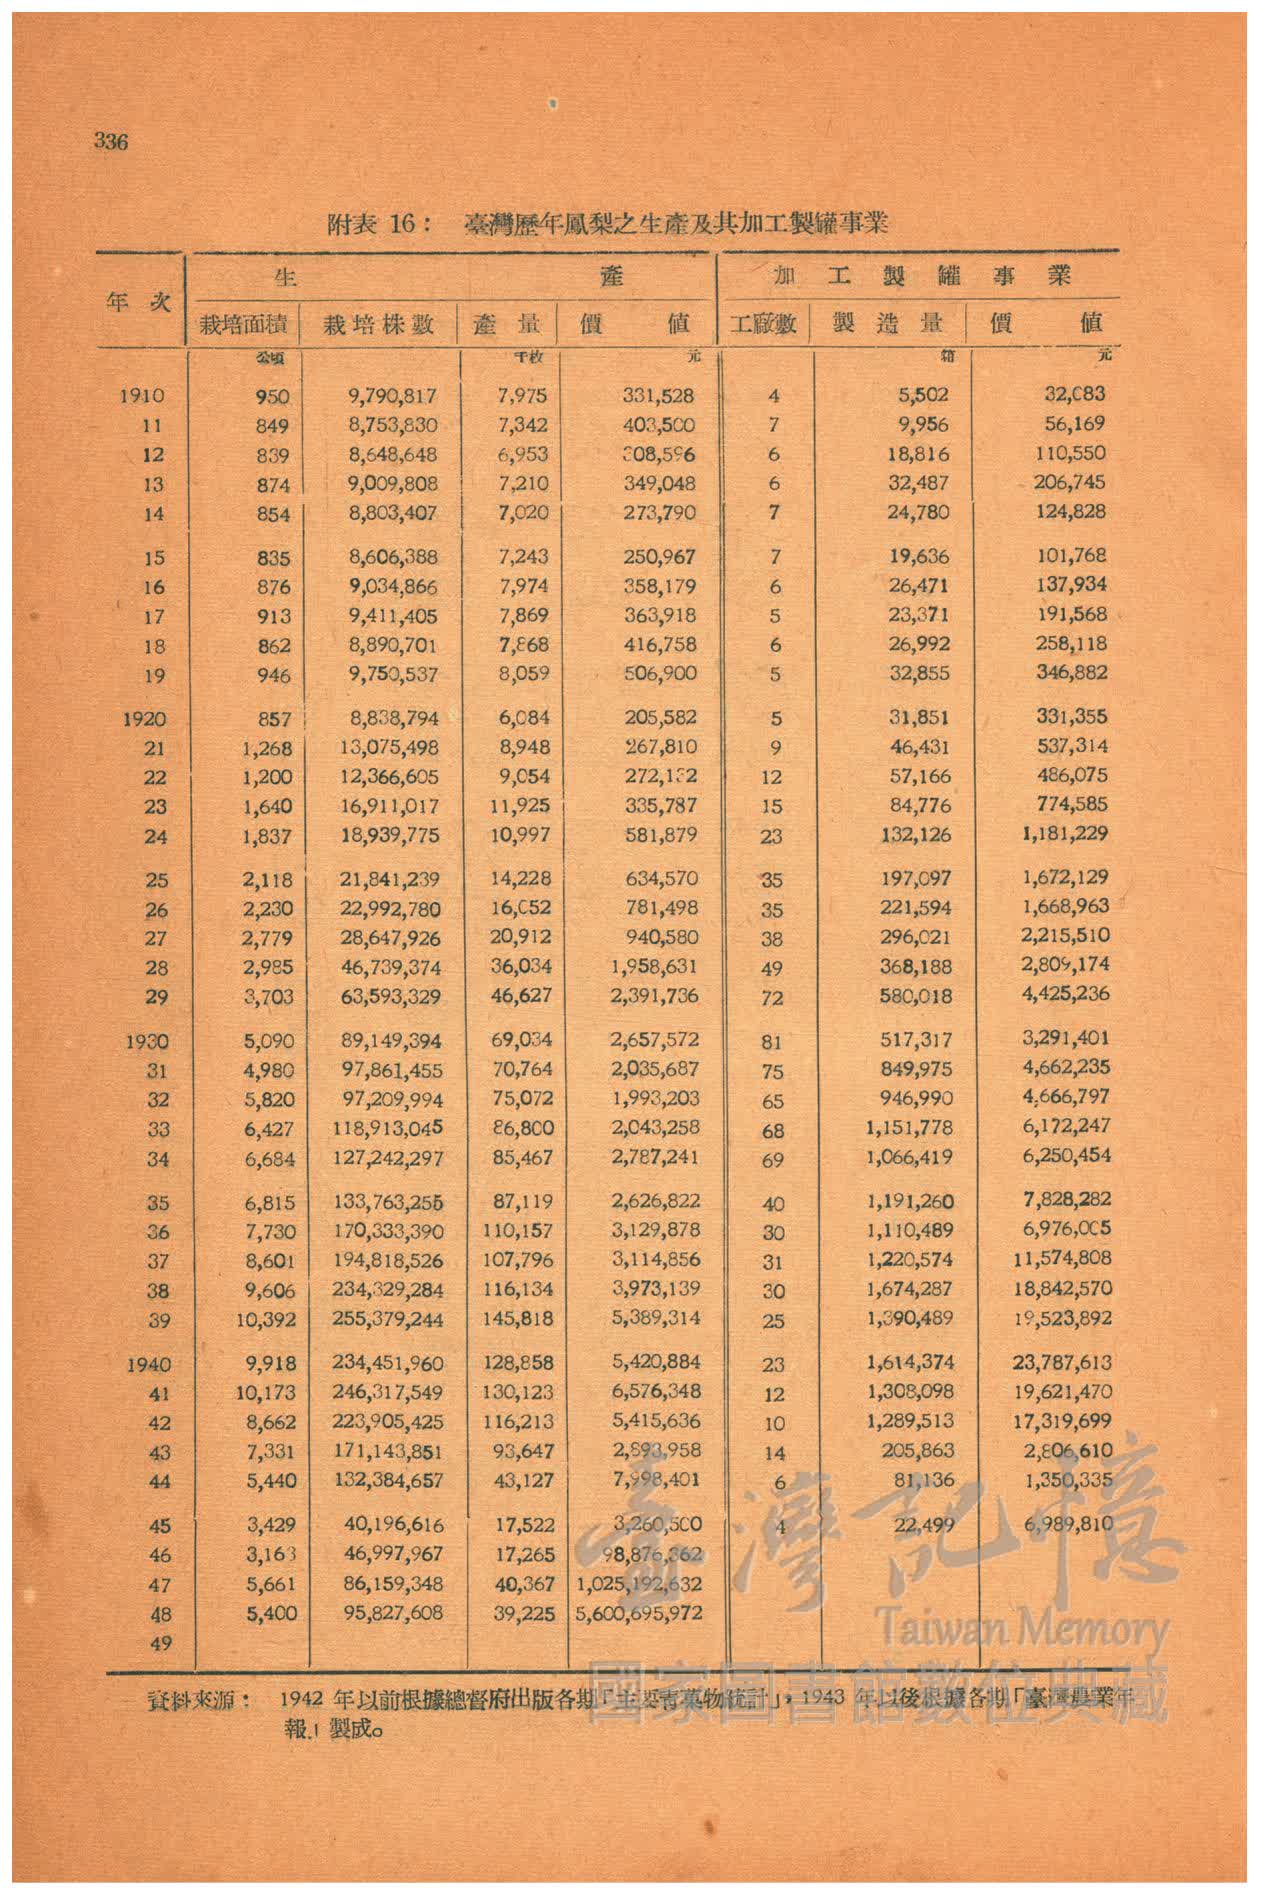 336
附表 16： 臺灣歷年鳳梨之生產及其加工製罐事業
年次 生產 加工製罐事業
栽培面積 栽培株數 產量 價值 工廠數 製造量 價值
公頃 千枚 元 箱 元
1910 950 9,790,817 7,975 331,528 4 5,502 32,083
11 849 8,753,830 7,342 403,500 7 9,956 56,169
12 839 8,648,648 6,953 6 18,816 110,550
13 874 9,009,808 7,210 349,048 6 32,487 206,745
14 854 8,803,407 7,020 273,790 7 24,780 124,828
15 835 8,606,388 7,243 250,967 7 19,636 101,768
16 876 9,034,866 7,974 358,179 6 26,471 137,934
17 913 9,411,405 7,869 363,918 5 23,371 191,568
18 862 8,890,701 416,758 6 26,992 258,118
19 946 9,750,537 8,059 506,900 5 32,855 346,882
1920 857 8,838,794 6,084 205,582 5 31,851 331,355
21 1,268 13,075,498 8,948 267,810 9 46,431 537,314
22 1,200 12,366,605 9,054 12 57,166 486,075
23 1,640 16,911,017 11,925 335,787 15 84,776 774,585
24 1,837 18,939,775 10,997 581,879 23 132,126 1,181,229
25 2,118 21,841,239 14,228 634,570 35 197,097 1,672,129
26 2,230 22,992,780 16,052 781,498 35 221,594 1,668,963
27 2,779 28,647,926 20,912 940,580 38 296,021 2,215,510
28 2,985 46,739,374 36,034 1,958,631 49 368,188 2,809,174
29 3,703 63,593,329 46,627 2,391,736 72 580,018 4,425,236
1930 5,090 89,149,394 69,034 2,657,572 81 517,317 3,291,401
31 4,980 97,861,455 70,764 2,035,687 75 849,975 4,662,235
32 5,820 97,209,994 75,072 1,993,203 65 946,990 4,666,797
33 6,427 118,913,045 86,800 2,043,258 68 1,151,778 6,172,247
34 6,684 127,242,297 85,467 2,787,241 69 1,066,419 6,250,454
35 6,815 133,763,255 87,119 2,626,822 40 1,191,260 7,828,282
36 7,730 170,333,390 110,157 3,129,878 30 1,110,489 6,976,005
37 8,601 194,818,526 107,796 3,114,856 31 1,220,574 11,574,808
38 9,606 234,329,284 116,134 3,973,139 30 1,674,287 18,842,570
39 10,392 255,379,244 145,818 5,389,314 25 1,390,489 19,523,892
1940 9,918 234,451,960 128,858 5,420,884 23 1,614,374 23,787,613
41 10,173 246,317,549 130,123 6,576,348 12 1,308,098 19,621,470
42 8,662 223,905,425 116,213 5,415,636 10 1,289,513 17,319,699
43 7,331 171,143,851 93,647 2,893,958 14 205,863 2,806,610
44 5,440 132,384,657 43,127 7,998,401 6 81,136 1,350,335
45 3,429 40,196,616 17,522 3,260,500 4 22,499 6,989,810
46 3,163 46,997,967 17,265 98,876,362
47 5,661 86,159,348 40,367 1,025,192,632
48 5,400 95,827,608 39,225 5,600,695,972
49
資料來源： 1942 年以前根據總督府出版各期「主要青菓物統計」，1943 年以後根據各期「臺灣農業年
報」製成。
臺灣記憶
Taiwan Memory
國家圖書館數位典藏